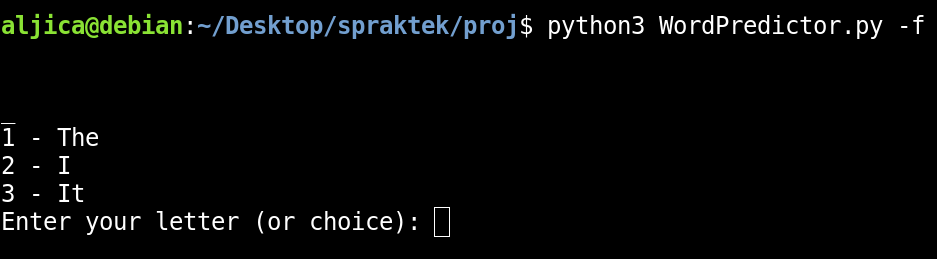 aljica@debian:~/Desktop/spraktek/proj$ python3 WordPredictor.py -f
_
1 - The
2 - I
3 - It
Enter your letter (or choice):